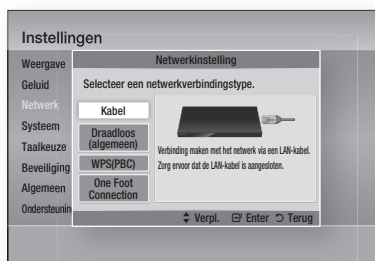 Instellingen
Weergave
Geluid
Netwerk
Systeem
Taalkeuze
Beveiliging
Algemeen
Ondersteunin
Netwerkinstelling
Selecteer een netwerkverbindingstype.
Kabel
Draadloos
(algemeen)
WPS(PBC)
One Foot
Connection
Verbinding maken met het netwerk via een LAN-kabel.
Zorg ervoor dat de LAN-kabel is aangesloten.
Verpl. Enter Terug